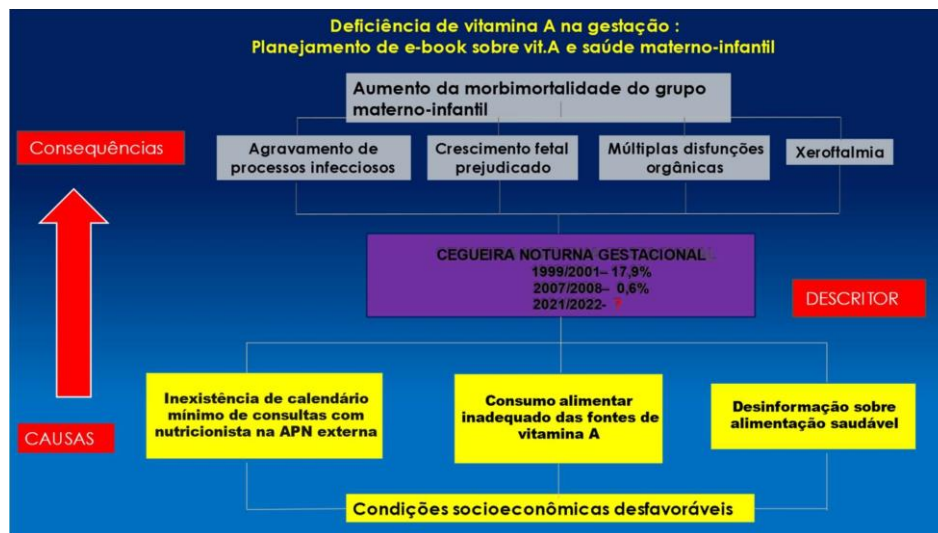 Deficiência de vitamina A na gestação :
Planejamento de e-book sobre vit.A e saúde materno-infantil
Aumento da morbimortalidade do grupo
materno-infantil
Consequências
Agravamento de
processos infecciosos
Crescimento fetal
prejudicado
Múltiplas disfunções
orgânicas
Xeroftalmia
CEGUEIRA NOTURNA GESTACIONAL
1999/2001– 17,9%
2007/2008– 0,6%
2021/2022- ?
DESCRITOR
Inexistência de calendário
mínimo de consultas com
nutricionista na APN externa
Consumo alimentar
inadequado das fontes de
vitamina A
Desinformação sobre
alimentação saudável
CAUSAS
Condições socioeconômicas desfavoráveis